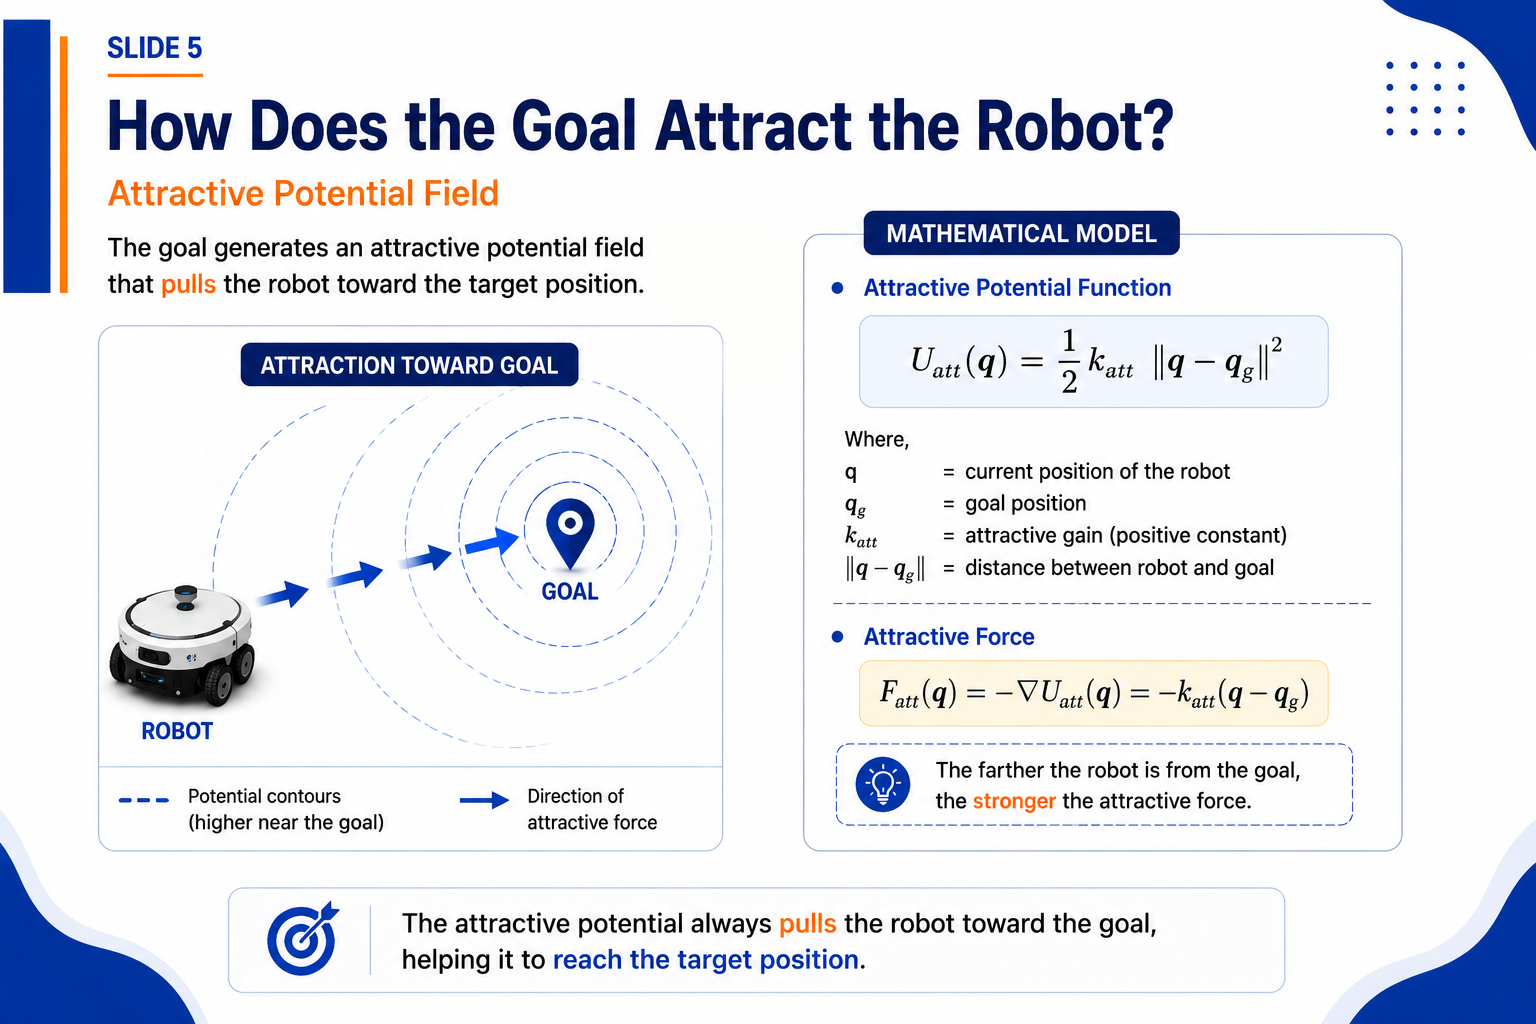 SLIDE 5
How Does the Goal Attract the Robot?
Attractive Potential Field
The goal generates an attractive potential field
that pulls the robot toward the target position.
ATTRACTION TOWARD GOAL
GOAL
ROBOT
Potential contours
(higher near the goal)
Direction of
attractive force
MATHEMATICAL MODEL
• Attractive Potential Function
U_att(q) = 1/2 k_att ‖q − q_g‖²
Where,
q = current position of the robot
q_g = goal position
k_att = attractive gain (positive constant)
‖q − q_g‖ = distance between robot and goal
• Attractive Force
F_att(q) = −∇U_att(q) = −k_att(q − q_g)
The farther the robot is from the goal,
the stronger the attractive force.
The attractive potential always pulls the robot toward the goal,
helping it to reach the target position.